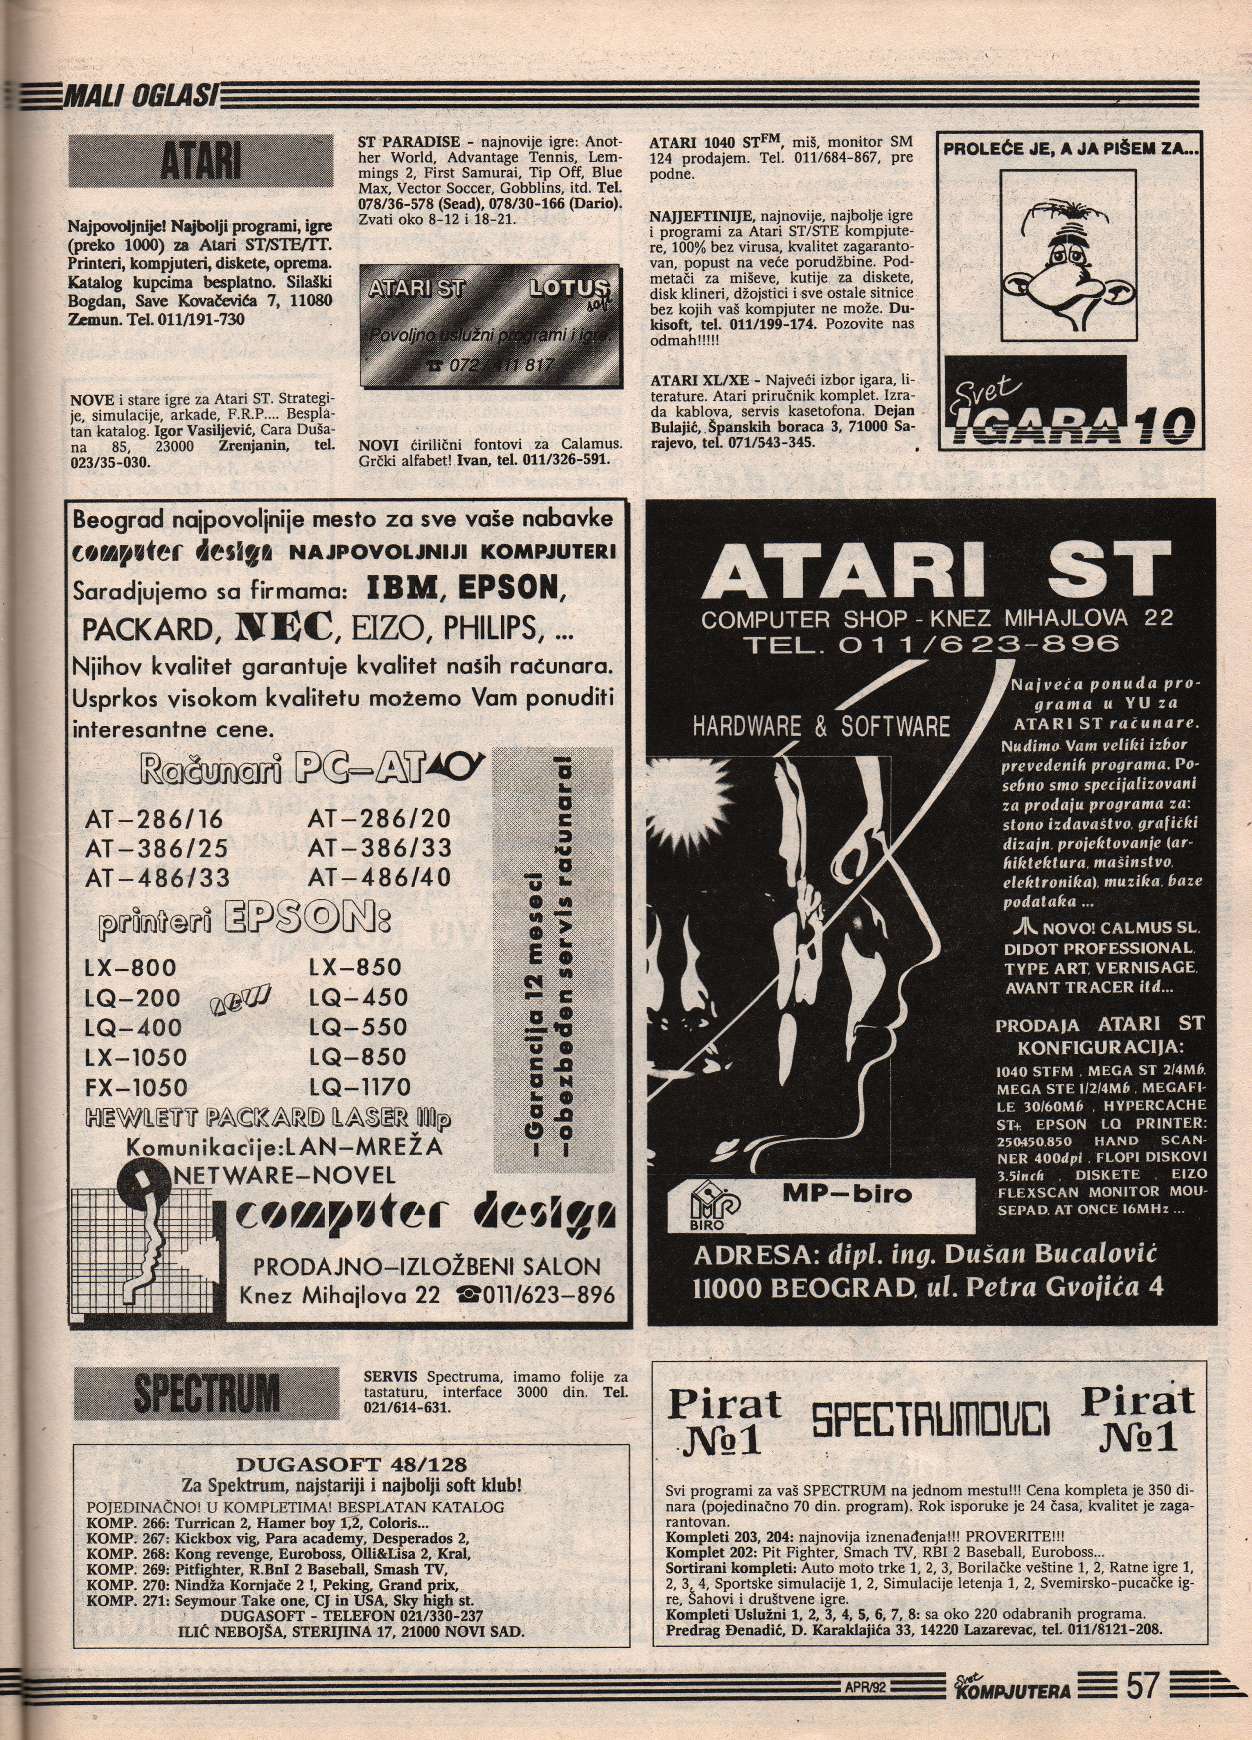 MALI OGLASI
ATARI
Najpovoljnije! Najbolji programi, igre
(preko 1000) za Atari ST/STE/TT.
Printeri, kompjuteri, diskete, oprema.
Katalog kupcima besplatno. Silaški
Bogdan, Save Kovačevića 7, 11080
Zemun. Tel. 011/191-730
NOVE i stare igre za Atari ST. Strategi-
je, simulacije, arkade, F.R.P.... Bespla-
tan katalog. Igor Vasiljević, Cara Duša-
na 85, 23000 Zrenjanin, tel.
023/35-030.
ST PARADISE - najnovije igre: Anot-
her World, Advantage Tennis, Lem-
mings 2, First Samurai, Tip Off, Blue
Max, Vector Soccer, Gobblins, itd. Tel.
078/36-578 (Sead), 078/30-166 (Dario).
Zvati oko 8-12 i 18-21.
ATARI ST LOTUS
soft
Povoljno uslužni programi i igre.
☎ 072 / 411 817
NOVI ćirilični fontovi za Calamus.
Grčki alfabet! Ivan, tel. 011/326-591.
ATARI 1040 STFM, miš, monitor SM
124 prodajem. Tel. 011/684-867, pre
podne.
NAJJEFTINIJE, najnovije, najbolje igre
i programi za Atari ST/STE kompjute-
re, 100% bez virusa, kvalitet zagaranto-
van, popust na veće porudžbine. Pod-
metači za miševe, kutije za diskete,
disk klineri, džojstici i sve ostale sitnice
bez kojih vaš kompjuter ne može. Du-
kisoft, tel. 011/199-174. Pozovite nas
odmah!!!!!
ATARI XL/XE - Najveći izbor igara, li-
terature. Atari priručnik komplet. Izra-
da kablova, servis kasetofona. Dejan
Bulajić, Španskih boraca 3, 71000 Sa-
rajevo, tel. 071/543-345.
PROLEĆE JE, A JA PIŠEM ZA...
Svet
IGARA 10
Beograd najpovoljnije mesto za sve vaše nabavke
computer design NAJPOVOLJNIJI KOMPJUTERI
Saradjujemo sa firmama: IBM, EPSON,
PACKARD, NEC, EIZO, PHILIPS, ...
Njihov kvalitet garantuje kvalitet naših računara.
Usprkos visokom kvalitetu možemo Vam ponuditi
interesantne cene.
Računari PC-AT
AT-286/16 AT-286/20
AT-386/25 AT-386/33
AT-486/33 AT-486/40
printeri EPSON:
LX-800 LX-850
LQ-200 new LQ-450
LQ-400 LQ-550
LX-1050 LQ-850
FX-1050 LQ-1170
HEWLETT PACKARD LASER IIIp
Komunikacije:LAN-MREŽA
NETWARE-NOVEL
-Garancija 12 meseci
-obezbeđen servis računara!
computer design
PRODAJNO-IZLOŽBENI SALON
Knez Mihajlova 22 ☎011/623-896
ATARI ST
COMPUTER SHOP - KNEZ MIHAJLOVA 22
TEL. 011/623-896
HARDWARE & SOFTWARE
Najveća ponuda pro-
grama u YU za
ATARI ST računare.
Nudimo Vam veliki izbor
prevedenih programa. Po-
sebno smo specijalizovani
za prodaju programa za:
stono izdavaštvo, grafički
dizajn, projektovanje (ar-
hiktektura, mašinstvo,
elektronika), muzika, baze
podataka ...
NOVO! CALMUS SL,
DIDOT PROFESSIONAL,
TYPE ART, VERNISAGE,
AVANT TRACER itd...
PRODAJA ATARI ST
KONFIGURACIJA:
1040 STFM , MEGA ST 2/4Mb,
MEGA STE 1/2/4Mb , MEGAFI-
LE 30/60Mb , HYPERCACHE
ST+, EPSON LQ PRINTER:
250,450,850 HAND SCAN-
NER 400dpi , FLOPI DISKOVI
3.5inch , DISKETE , EIZO
FLEXSCAN MONITOR MOU-
SEPAD, AT ONCE 16MHz ...
BIRO
MP-biro
ADRESA: dipl. ing. Dušan Bucalović
11000 BEOGRAD, ul. Petra Gvojića 4
SPECTRUM
SERVIS Spectruma, imamo folije za
tastaturu, interface 3000 din. Tel.
021/614-631.
DUGASOFT 48/128
Za Spektrum, najstariji i najbolji soft klub!
POJEDINAČNO! U KOMPLETIMA! BESPLATAN KATALOG
KOMP. 266: Turrican 2, Hamer boy 1,2, Coloris...
KOMP. 267: Kickbox vig, Para academy, Desperados 2,
KOMP. 268: Kong revenge, Euroboss, Olli&Lisa 2, Kral,
KOMP. 269: Pitfighter, R.BnI 2 Baseball, Smash TV,
KOMP. 270: Nindža Kornjače 2 !, Peking, Grand prix,
KOMP. 271: Seymour Take one, CJ in USA, Sky high st.
DUGASOFT - TELEFON 021/330-237
ILIĆ NEBOJŠA, STERIJINA 17, 21000 NOVI SAD.
Pirat №1 SPECTRUMOVCI Pirat №1
Svi programi za vaš SPECTRUM na jednom mestu!!! Cena kompleta je 350 di-
nara (pojedinačno 70 din. program). Rok isporuke je 24 časa, kvalitet je zaga-
rantovan.
Kompleti 203, 204: najnovija iznenađenja!!! PROVERITE!!!
Komplet 202: Pit Fighter, Smach TV, RBI 2 Baseball, Euroboss...
Sortirani kompleti: Auto moto trke 1, 2, 3, Borilačke veštine 1, 2, Ratne igre 1,
2, 3, 4, Sportske simulacije 1, 2, Simulacije letenja 1, 2, Svemirsko-pucačke ig-
re, Šahovi i društvene igre.
Kompleti Uslužni 1, 2, 3, 4, 5, 6, 7, 8: sa oko 220 odabranih programa.
Predrag Đenadić, D. Karaklajića 33, 14220 Lazarevac, tel. 011/8121-208.
APR/92 Svet KOMPJUTERA 57